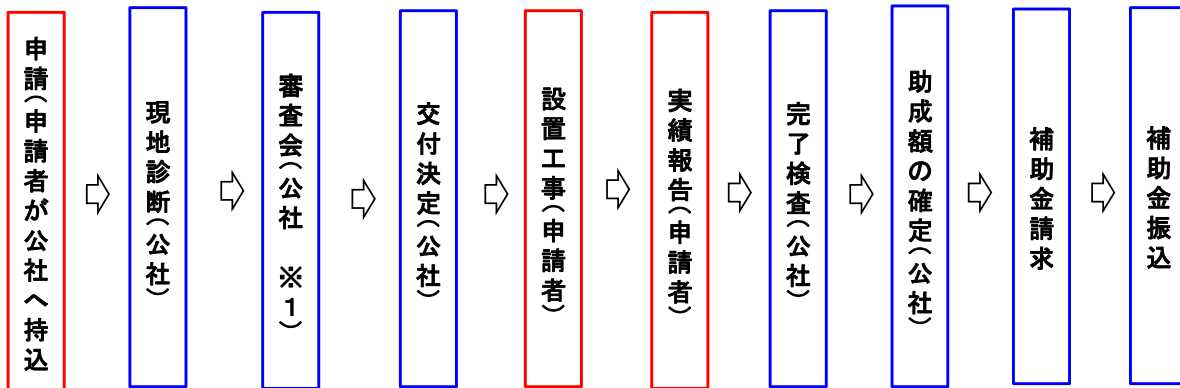 申請(申請者が公社へ持込
現地診断(公社)
審査会(公社 ※1)
交付決定(公社)
設置工事(申請者)
実績報告(申請者)
完了検査(公社)
助成額の確定(公社)
補助金請求
補助金振込